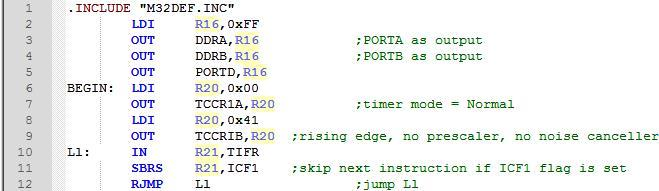 1 .INCLUDE "M32DEF.INC"
2 LDI R16,0xFF
3 OUT DDRA,R16 ;PORTA as output
4 OUT DDRB,R16 ;PORTB as output
5 OUT PORTD,R16
6 BEGIN: LDI R20,0x00
7 OUT TCCR1A,R20 ;timer mode = Normal
8 LDI R20,0x41
9 OUT TCCRIB,R20 ;rising edge, no prescaler, no noise canceller
10 Ll: IN R21,TIFR
11 SBRS R21,ICF1 ;skip next instruction if ICF1 flag is set
12 RJMP Ll ;jump Ll